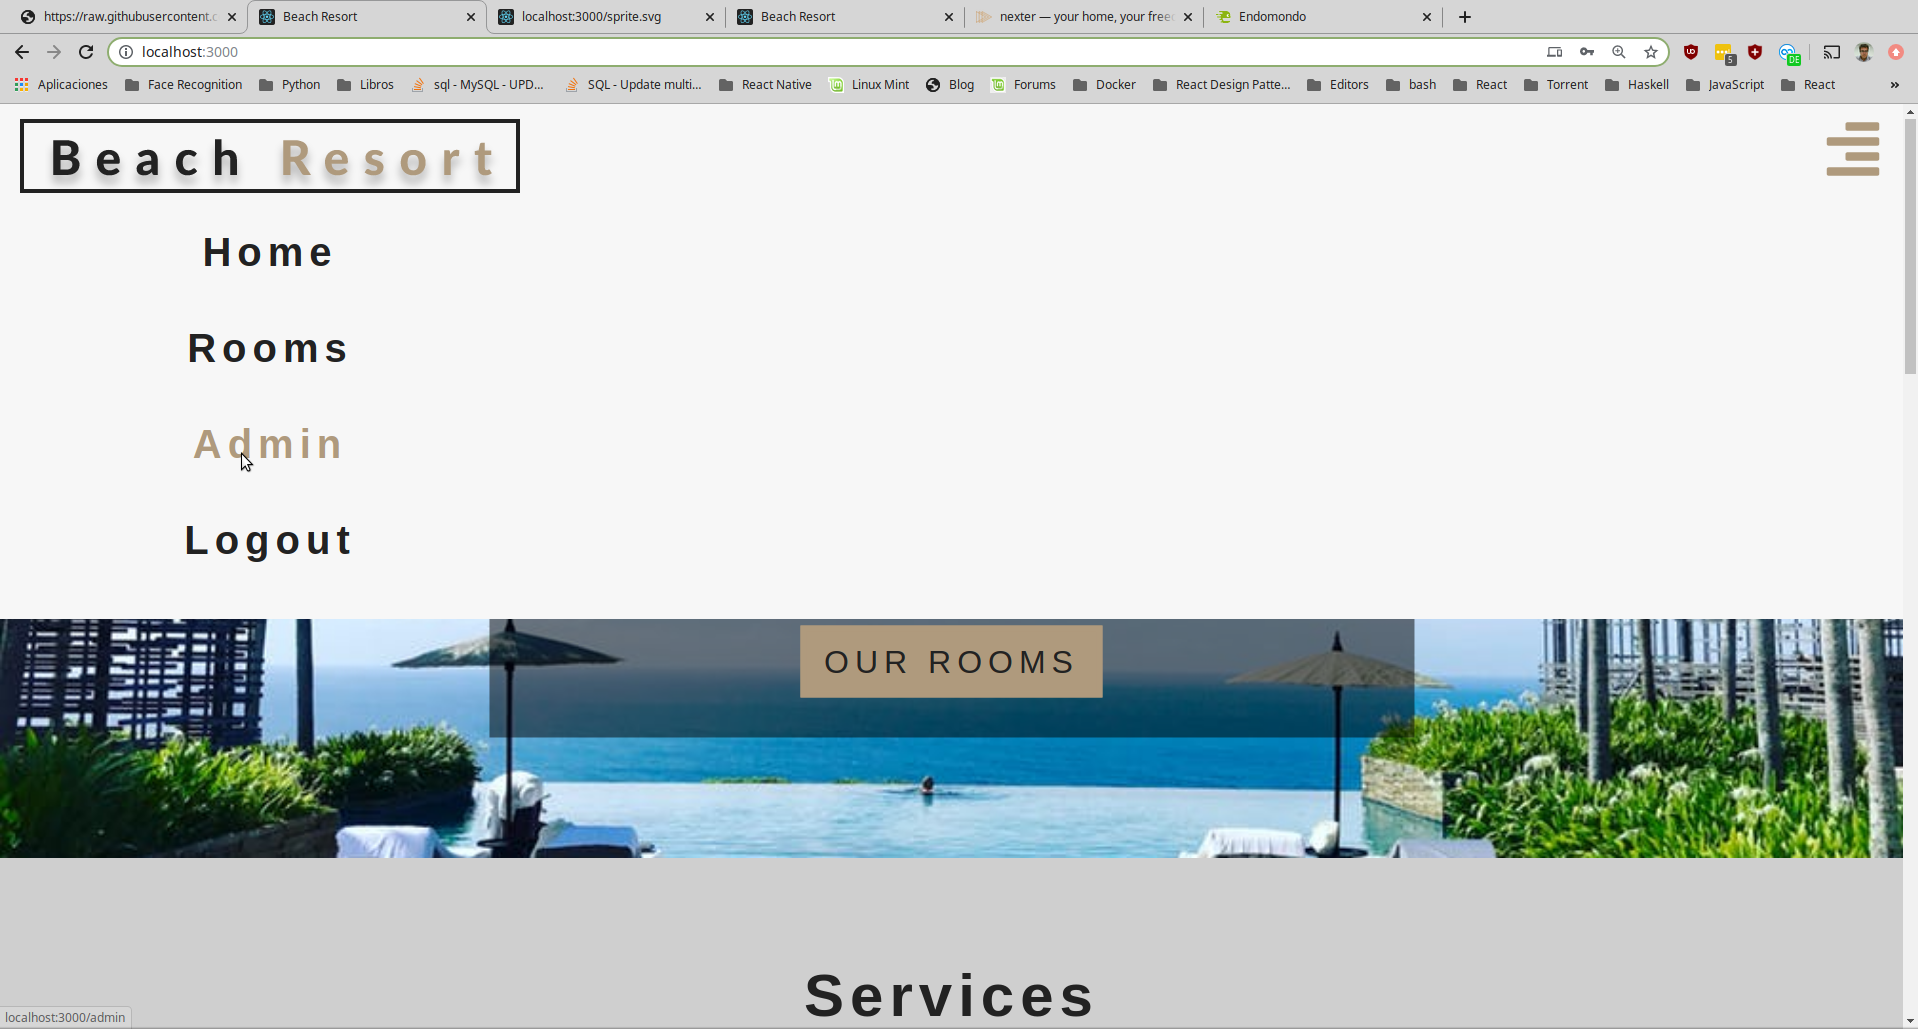 https://raw.githubusercontent.c
Beach Resort
localhost:3000/sprite.svg
Beach Resort
nexter — your home, your free
Endomondo
localhost:3000
5
DE
Aplicaciones
Face Recognition
Python
Libros
sql - MySQL - UPD...
SQL - Update multi...
React Native
Linux Mint
Blog
Forums
Docker
React Design Patte...
Editors
bash
React
Torrent
Haskell
JavaScript
React
»
Beach Resort
Home
Rooms
Admin
Logout
OUR ROOMS
Services
localhost:3000/admin